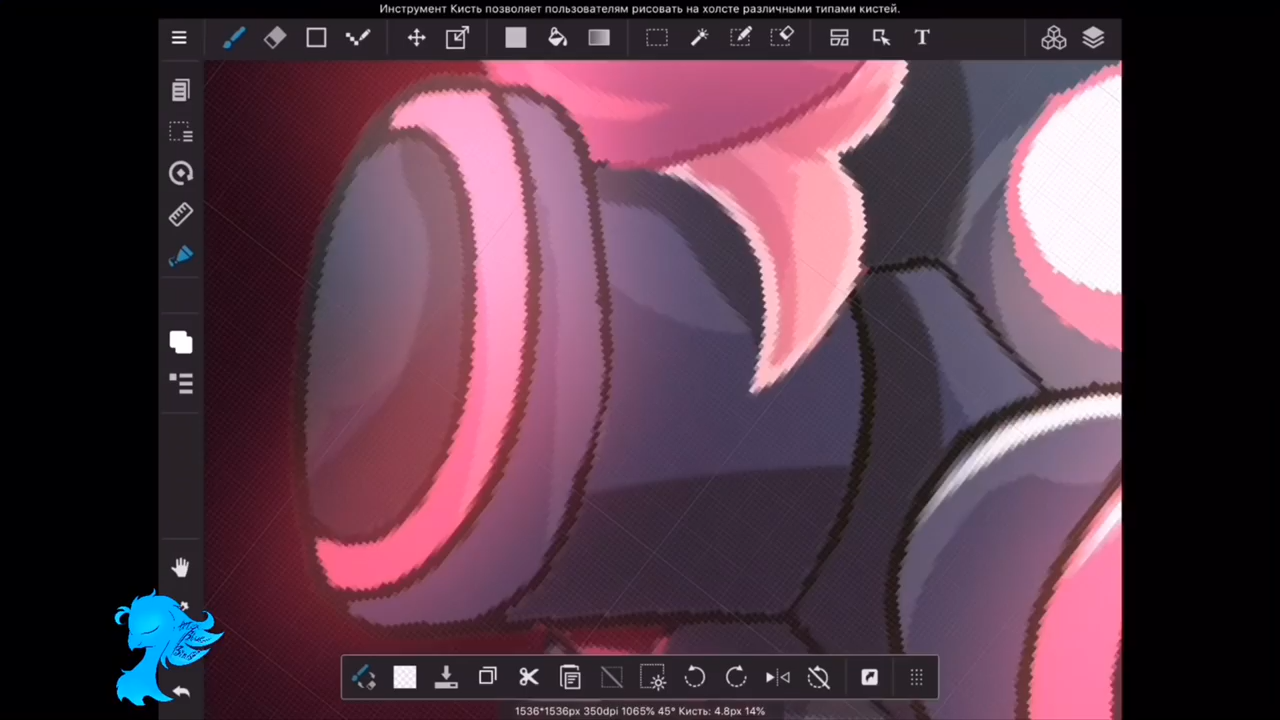 Инструмент Кисть позволяет пользователям рисовать на холсте различными типами кистей.
T
1536*1536px 350dpi 1065% 45° Кисть: 4.8px 14%